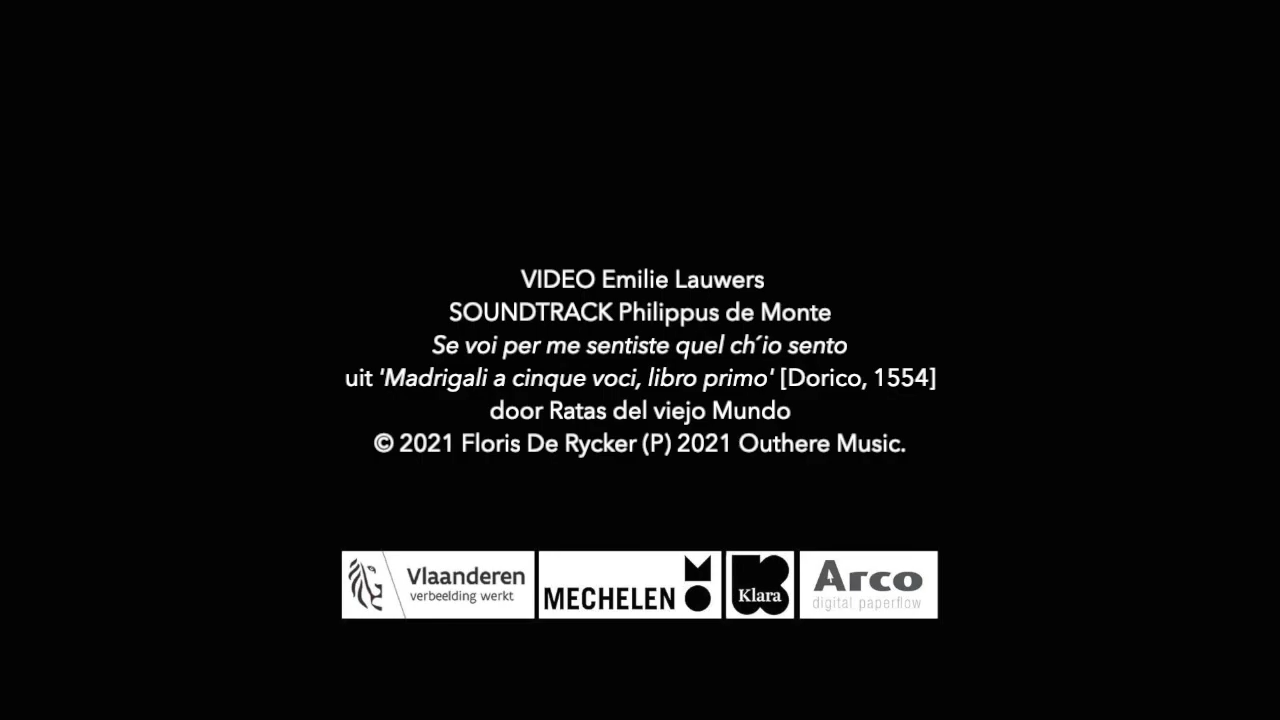 VIDEO Emilie Lauwers
SOUNDTRACK Philippus de Monte
Se voi per me sentiste quel ch´io sento
uit 'Madrigali a cinque voci, libro primo' [Dorico, 1554]
door Ratas del viejo Mundo
© 2021 Floris De Rycker (P) 2021 Outhere Music.
Vlaanderen
verbeelding werkt
MECHELEN
Klara
Arco
digital paperflow